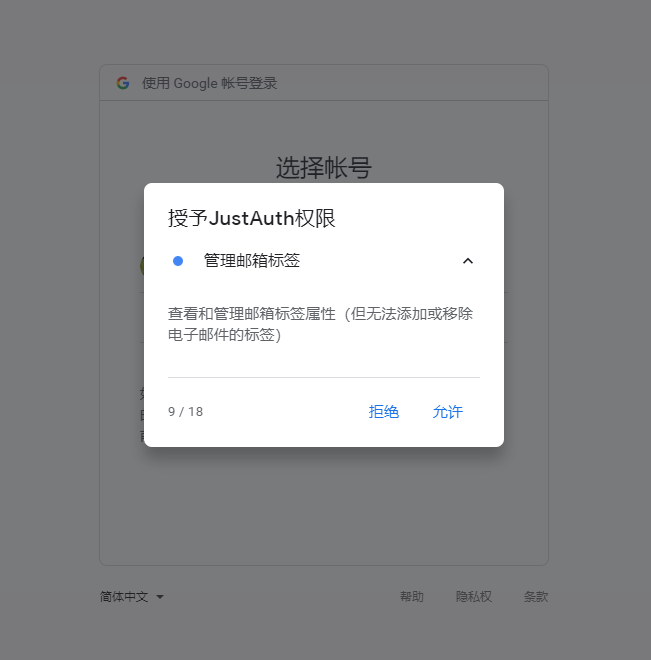 使用 Google 帐号登录
选择帐号
授予JustAuth权限
管理邮箱标签
查看和管理邮箱标签属性（但无法添加或移除
电子邮件的标签）
9 / 18
拒绝
允许
简体中文
帮助
隐私权
条款